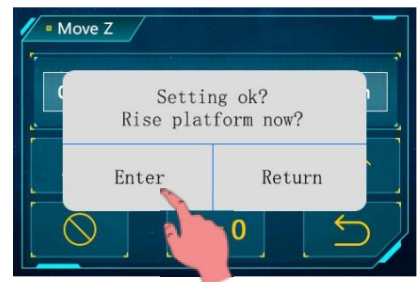 Move Z
Setting ok?
Rise platform now?
Enter
Return
0